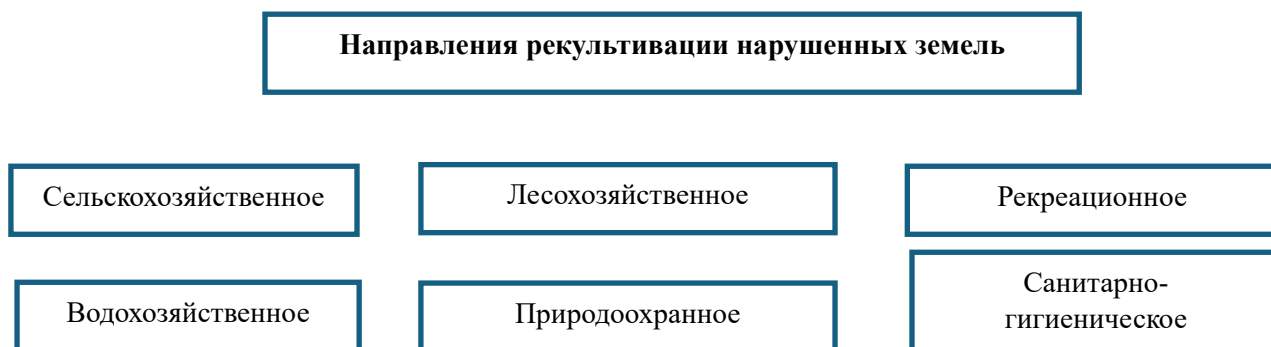 Направления рекультивации нарушенных земель
Сельскохозяйственное
Лесохозяйственное
Рекреационное
Водохозяйственное
Природоохранное
Санитарно-
гигиеническое